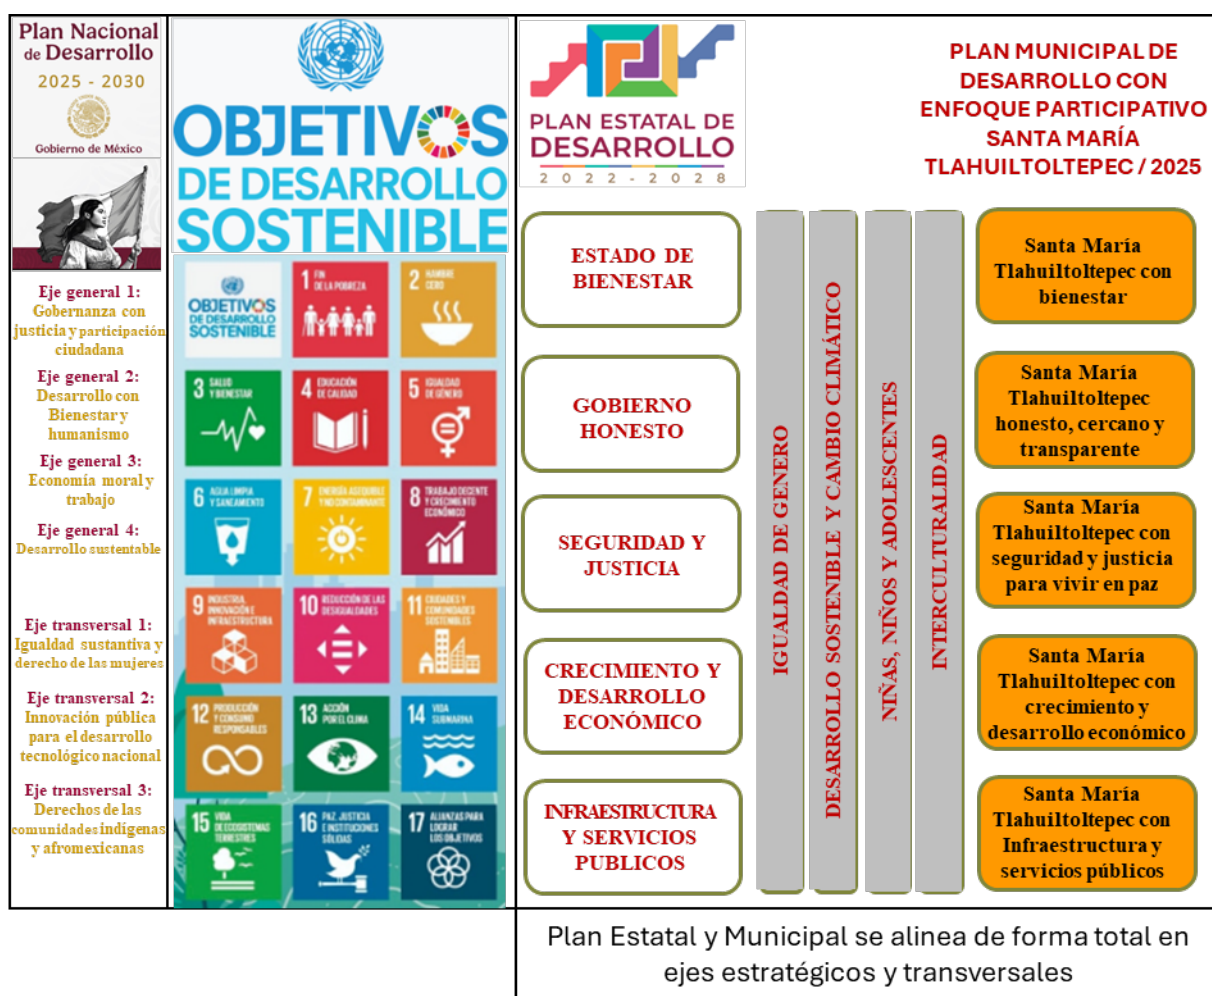 Plan Nacional
de Desarrollo
2025 - 2030
Gobierno de México
Eje general 1:
Gobernanza con
justicia y participación
ciudadana
Eje general 2:
Desarrollo con
Bienestar y
humanismo
Eje general 3:
Economía moral y
trabajo
Eje general 4:
Desarrollo sustentable
Eje transversal 1:
Igualdad sustantiva y
derecho de las mujeres
Eje transversal 2:
Innovación pública
para el desarrollo
tecnológico nacional
Eje transversal 3:
Derechos de las
comunidades indígenas
y afromexicanas
OBJETIVOS
DE DESARROLLO
SOSTENIBLE
OBJETIVOS
DE DESARROLLO
SOSTENIBLE
1 FIN
DE LA POBREZA
2 HAMBRE
CERO
3 SALUD
Y BIENESTAR
4 EDUCACIÓN
DE CALIDAD
5 IGUALDAD
DE GÉNERO
6 AGUA LIMPIA
Y SANEAMIENTO
7 ENERGÍA ASEQUIBLE
Y NO CONTAMINANTE
8 TRABAJO DECENTE
Y CRECIMIENTO
ECONÓMICO
9 INDUSTRIA,
INNOVACIÓN E
INFRAESTRUCTURA
10 REDUCCIÓN DE LAS
DESIGUALDADES
11 CIUDADES Y
COMUNIDADES
SOSTENIBLES
12 PRODUCCIÓN
Y CONSUMO
RESPONSABLES
13 ACCIÓN
POR EL CLIMA
14 VIDA
SUBMARINA
15 VIDA
DE ECOSISTEMAS
TERRESTRES
16 PAZ, JUSTICIA
E INSTITUCIONES
SÓLIDAS
17 ALIANZAS PARA
LOGRAR
LOS OBJETIVOS
PLAN ESTATAL DE
DESARROLLO
2022-2028
ESTADO DE
BIENESTAR
GOBIERNO
HONESTO
SEGURIDAD Y
JUSTICIA
CRECIMIENTO Y
DESARROLLO
ECONÓMICO
INFRAESTRUCTURA
Y SERVICIOS
PUBLICOS
IGUALDAD DE GENERO
DESARROLLO SOSTENIBLE Y CAMBIO CLIMÁTICO
NIÑAS, NIÑOS Y ADOLESCENTES
INTERCULTURALIDAD
PLAN MUNICIPAL DE
DESARROLLO CON
ENFOQUE PARTICIPATIVO
SANTA MARÍA
TLAHUILTOLTEPEC / 2025
Santa María
Tlahuiltoltepec con
bienestar
Santa María
Tlahuiltoltepec
honesto, cercano y
transparente
Santa María
Tlahuiltoltepec con
seguridad y justicia
para vivir en paz
Santa María
Tlahuiltoltepec con
crecimiento y
desarrollo económico
Santa María
Tlahuiltoltepec con
Infraestructura y
servicios públicos
Plan Estatal y Municipal se alinea de forma total en
ejes estratégicos y transversales